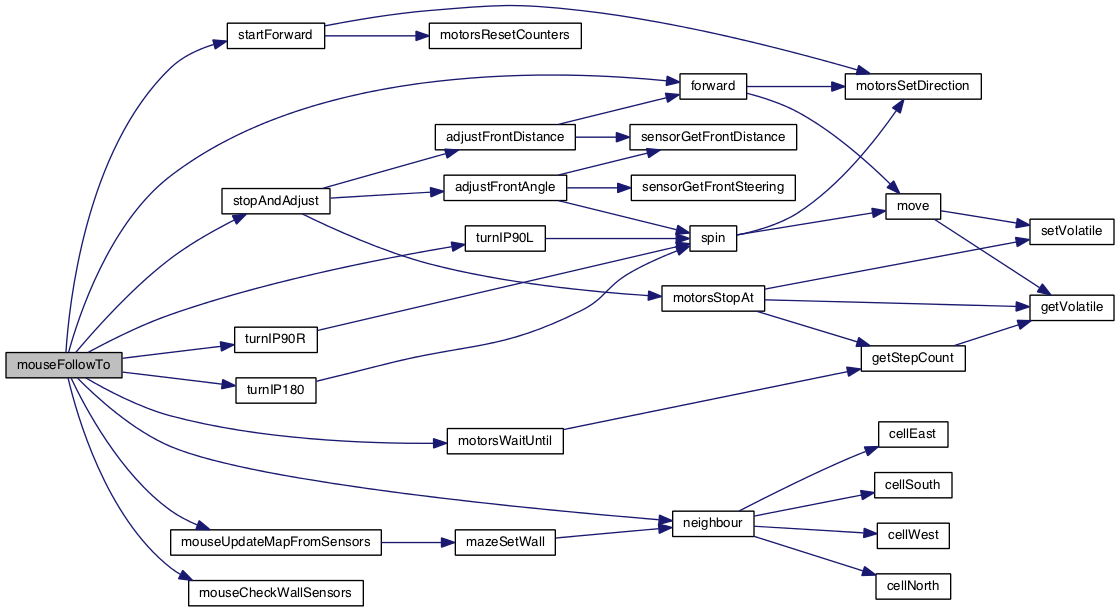 startForward
motorsResetCounters
forward
motorsSetDirection
adjustFrontDistance
sensorGetFrontDistance
adjustFrontAngle
sensorGetFrontSteering
stopAndAdjust
move
turnIP90L
spin
setVolatile
motorsStopAt
getVolatile
turnIP90R
getStepCount
mouseFollowTo
turnIP180
motorsWaitUntil
cellEast
cellSouth
neighbour
cellWest
mouseUpdateMapFromSensors
mazeSetWall
cellNorth
mouseCheckWallSensors